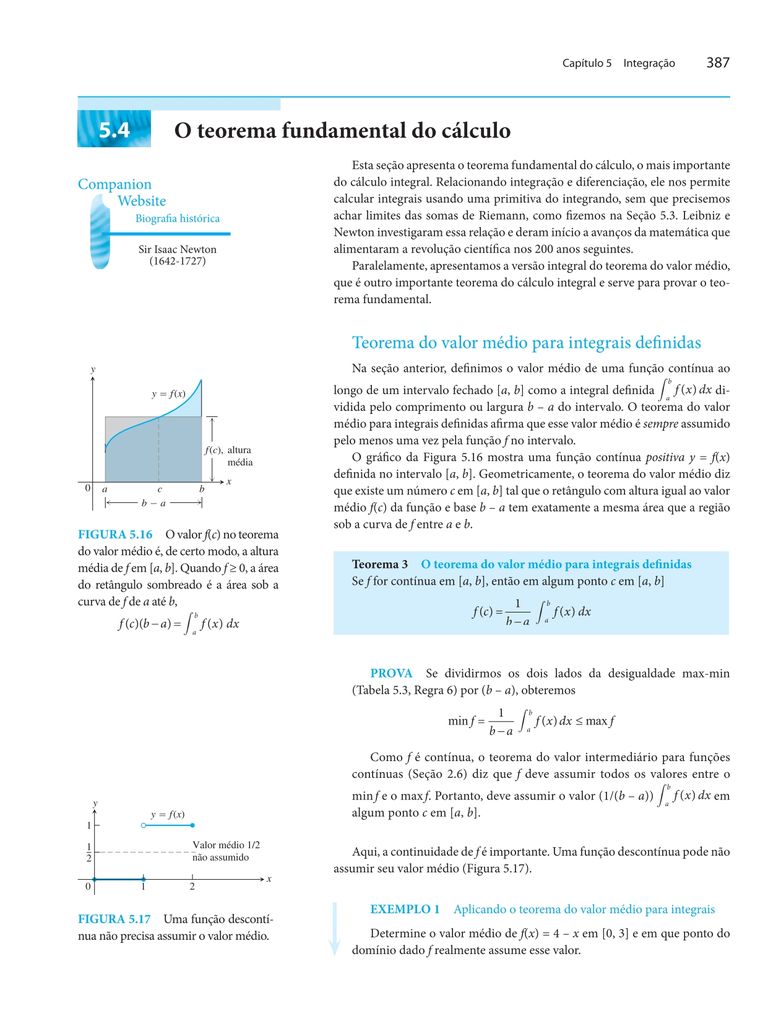 Capítulo 5 Integração 387
5.4 O teorema fundamental do cálculo
Companion
Website
Biografia histórica
Sir Isaac Newton
(1642-1727)
Esta seção apresenta o teorema fundamental do cálculo, o mais importante
do cálculo integral. Relacionando integração e diferenciação, ele nos permite
calcular integrais usando uma primitiva do integrando, sem que precisemos
achar limites das somas de Riemann, como fizemos na Seção 5.3. Leibniz e
Newton investigaram essa relação e deram início a avanços da matemática que
alimentaram a revolução científica nos 200 anos seguintes.
Paralelamente, apresentamos a versão integral do teorema do valor médio,
que é outro importante teorema do cálculo integral e serve para provar o teo-
rema fundamental.
Teorema do valor médio para integrais definidas
Na seção anterior, definimos o valor médio de uma função contínua ao
longo de um intervalo fechado [a, b] como a integral definida ∫_a^b f(x) dx di-
vidida pelo comprimento ou largura b – a do intervalo. O teorema do valor
médio para integrais definidas afirma que esse valor médio é sempre assumido
pelo menos uma vez pela função f no intervalo.
O gráfico da Figura 5.16 mostra uma função contínua positiva y = f(x)
definida no intervalo [a, b]. Geometricamente, o teorema do valor médio diz
que existe um número c em [a, b] tal que o retângulo com altura igual ao valor
médio f(c) da função e base b – a tem exatamente a mesma área que a região
sob a curva de f entre a e b.
y
y = f(x)
f(c), altura
média
x
0 a c b
b − a
FIGURA 5.16 O valor f(c) no teorema
do valor médio é, de certo modo, a altura
média de f em [a, b]. Quando f ≥ 0, a área
do retângulo sombreado é a área sob a
curva de f de a até b,
f(c)(b − a) = ∫_a^b f(x) dx
Teorema 3 O teorema do valor médio para integrais definidas
Se f for contínua em [a, b], então em algum ponto c em [a, b]
f(c) = 1/(b − a) ∫_a^b f(x) dx
PROVA Se dividirmos os dois lados da desigualdade max-min
(Tabela 5.3, Regra 6) por (b – a), obteremos
min f = 1/(b − a) ∫_a^b f(x) dx ≤ max f
Como f é contínua, o teorema do valor intermediário para funções
contínuas (Seção 2.6) diz que f deve assumir todos os valores entre o
min f e o max f. Portanto, deve assumir o valor (1/(b – a)) ∫_a^b f(x) dx em
algum ponto c em [a, b].
Aqui, a continuidade de f é importante. Uma função descontínua pode não
assumir seu valor médio (Figura 5.17).
y
y = f(x)
1
1/2
Valor médio 1/2
não assumido
x
0 1 2
FIGURA 5.17 Uma função descontí-
nua não precisa assumir o valor médio.
EXEMPLO 1 Aplicando o teorema do valor médio para integrais
Determine o valor médio de f(x) = 4 – x em [0, 3] e em que ponto do
domínio dado f realmente assume esse valor.